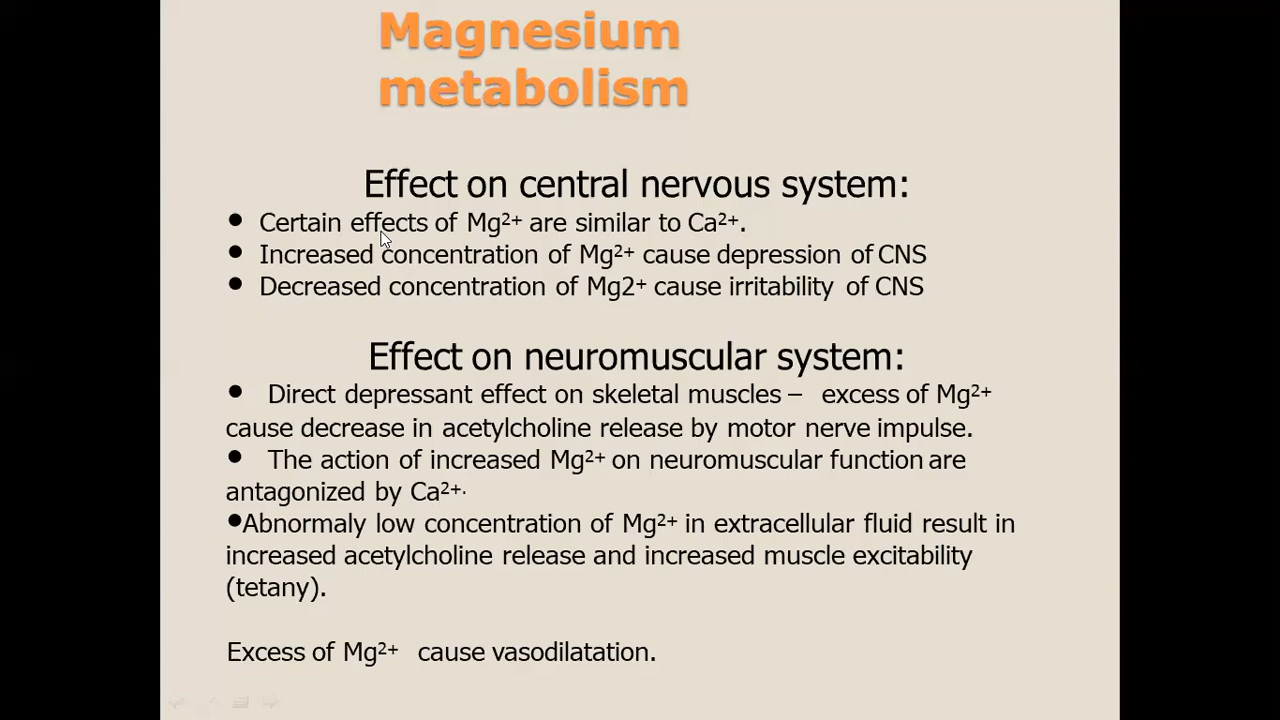 Magnesium
metabolism
Effect on central nervous system:
• Certain effects of Mg²⁺ are similar to Ca²⁺.
• Increased concentration of Mg²⁺ cause depression of CNS
• Decreased concentration of Mg2⁺ cause irritability of CNS
Effect on neuromuscular system:
• Direct depressant effect on skeletal muscles – excess of Mg²⁺
cause decrease in acetylcholine release by motor nerve impulse.
• The action of increased Mg²⁺ on neuromuscular function are
antagonized by Ca²⁺.
•Abnormaly low concentration of Mg²⁺ in extracellular fluid result in
increased acetylcholine release and increased muscle excitability
(tetany).
Excess of Mg²⁺ cause vasodilatation.